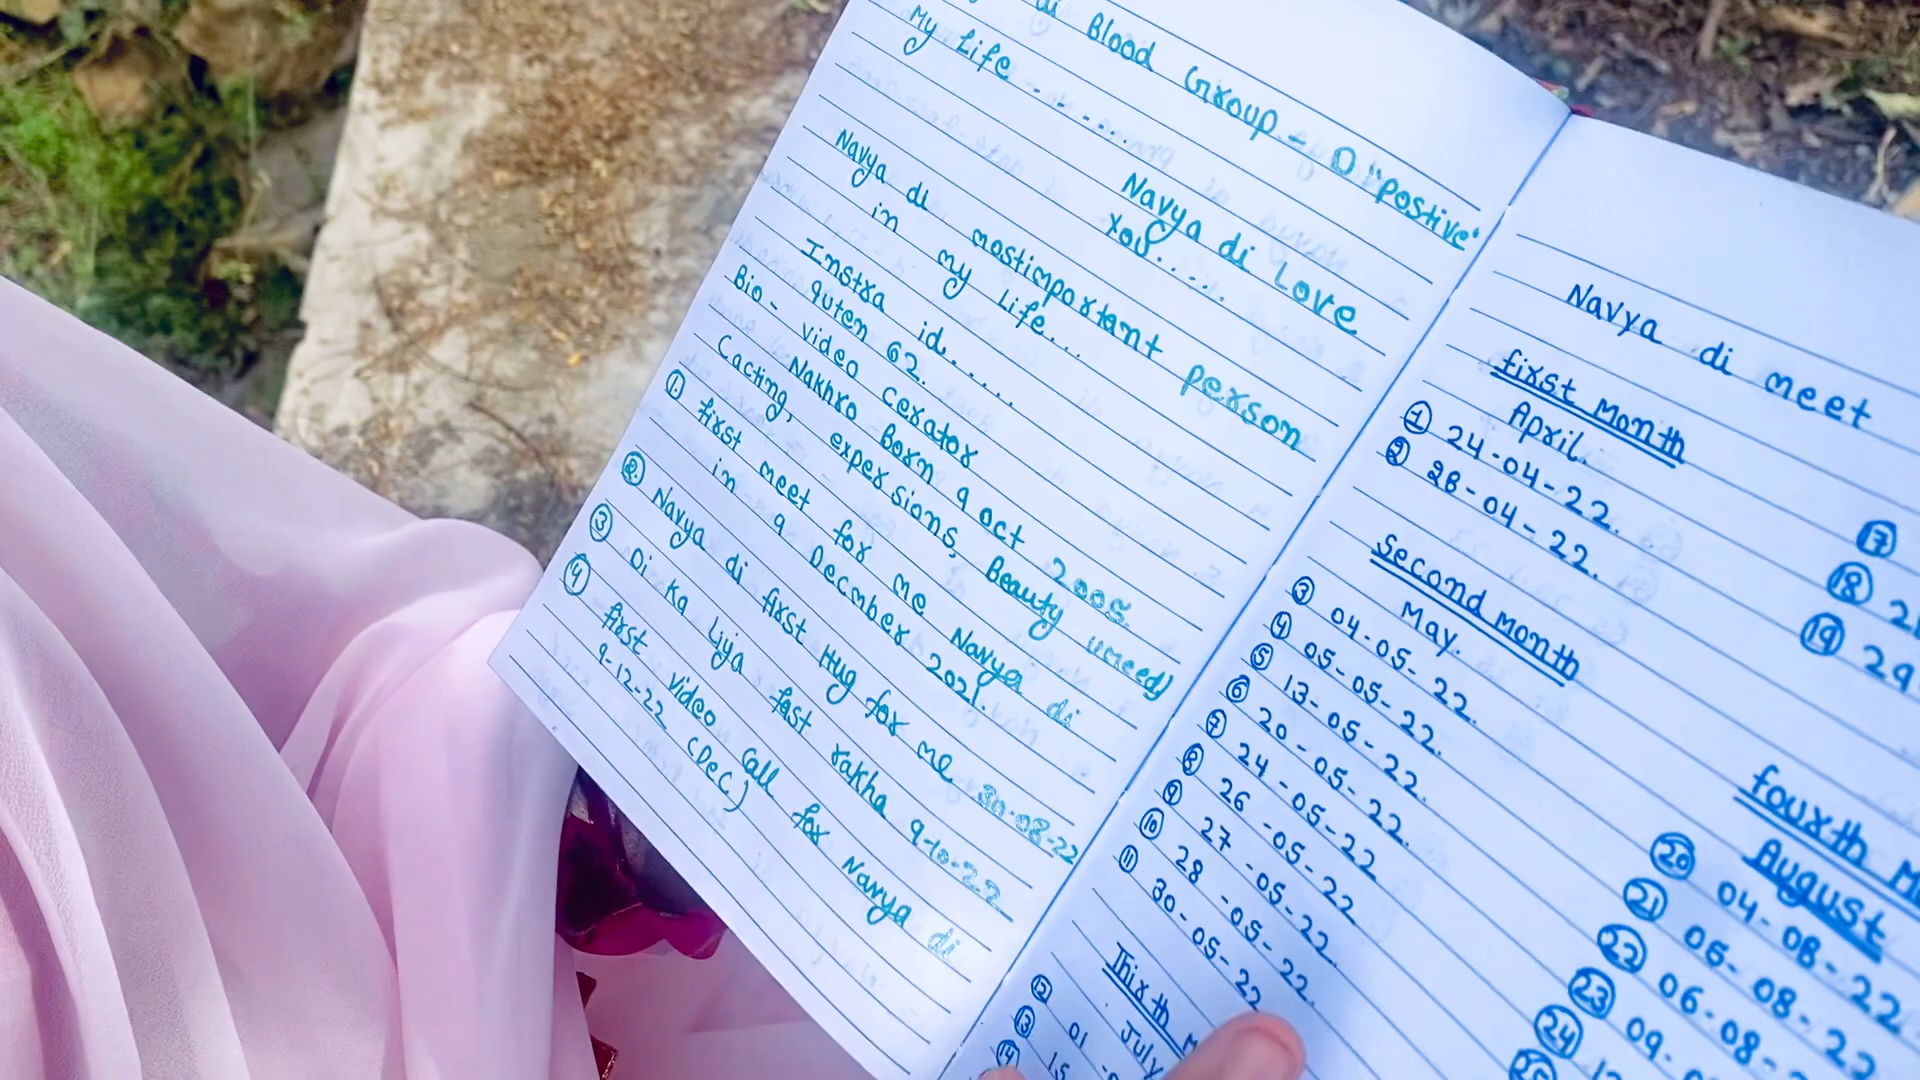 di Blood Group - O "Postive"
My Life - - - . . .
Navya di Love
You.....
Navya di mostimportant person
in my Life...
Instra id......
quten 62.
Bio - video cerator
Nakhro Born 9 oct 2005.
Cacting, expersions, Beauty umeed)
① first meet for me Navya di
in 9 December 2021.
② Navya di first Hug for me 30-08-22
③ Di ka Liya fast rakha 9-10-22
④ first video Call for Navya di
9-12-22 (Dec)
Navya di meet
first Month
April.
① 24-04-22.
② 28-04-22.
Second month
May.
③ 04-05-22.
④ 05-05-22.
⑤ 13-05-22.
⑥ 20-05-22.
⑦ 24-05-22
⑧ 26-05-22
⑨ 27-05-22.
⑩ 28-05-22.
⑪ 30-05-22
Thirth
July
⑫ 01
⑬ 15
⑭
⑰
⑱
⑲ 29
fourth
August
⑳ 04-08-22.
㉑ 05-08-22
㉒ 06-08-
㉓ 09-
㉔